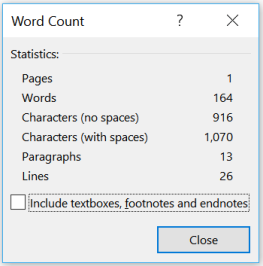 Word Count ?
Statistics:
Pages 1
Words 164
Characters (no spaces) 916
Characters (with spaces) 1,070
Paragraphs 13
Lines 26
Include textboxes, footnotes and endnotes
Close